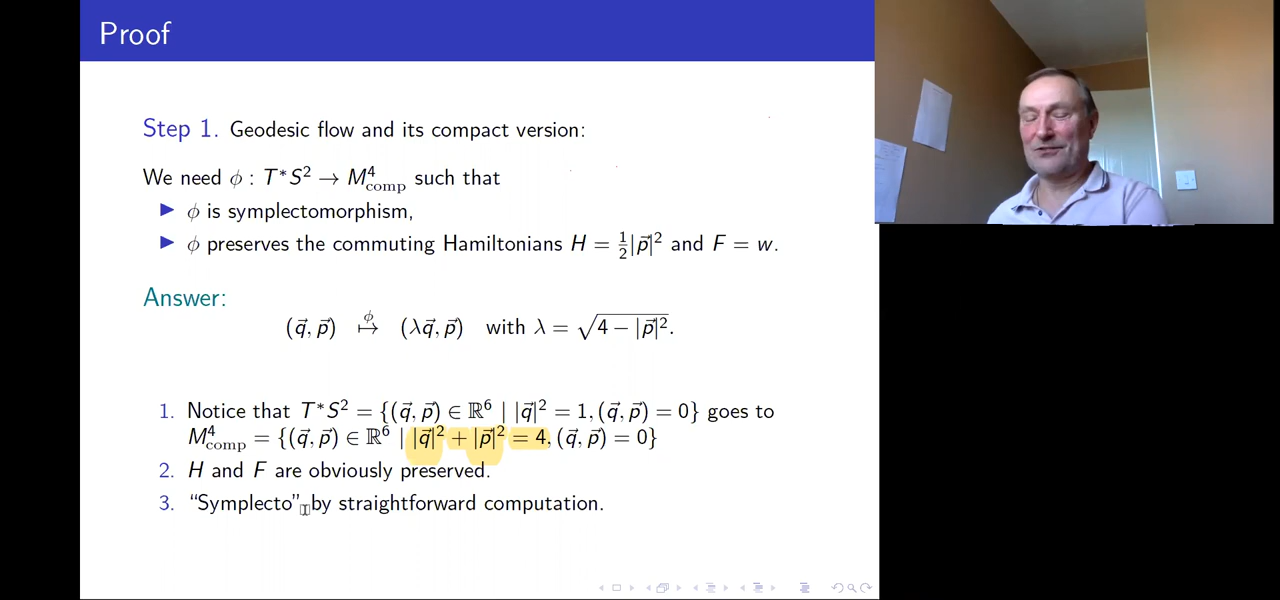 Proof
Step 1. Geodesic flow and its compact version:
We need ϕ : T*S² → M⁴_comp such that
▶ ϕ is symplectomorphism,
▶ ϕ preserves the commuting Hamiltonians H = ½|p⃗|² and F = w.
Answer:
(q⃗, p⃗) ↦^ϕ (λq⃗, p⃗) with λ = √(4 − |p⃗|²).
1. Notice that T*S² = {(q⃗, p⃗) ∈ ℝ⁶ | |q⃗|² = 1, (q⃗, p⃗) = 0} goes to
M⁴_comp = {(q⃗, p⃗) ∈ ℝ⁶ | |q⃗|² + |p⃗|² = 4, (q⃗, p⃗) = 0}
2. H and F are obviously preserved.
3. “Symplecto” by straightforward computation.